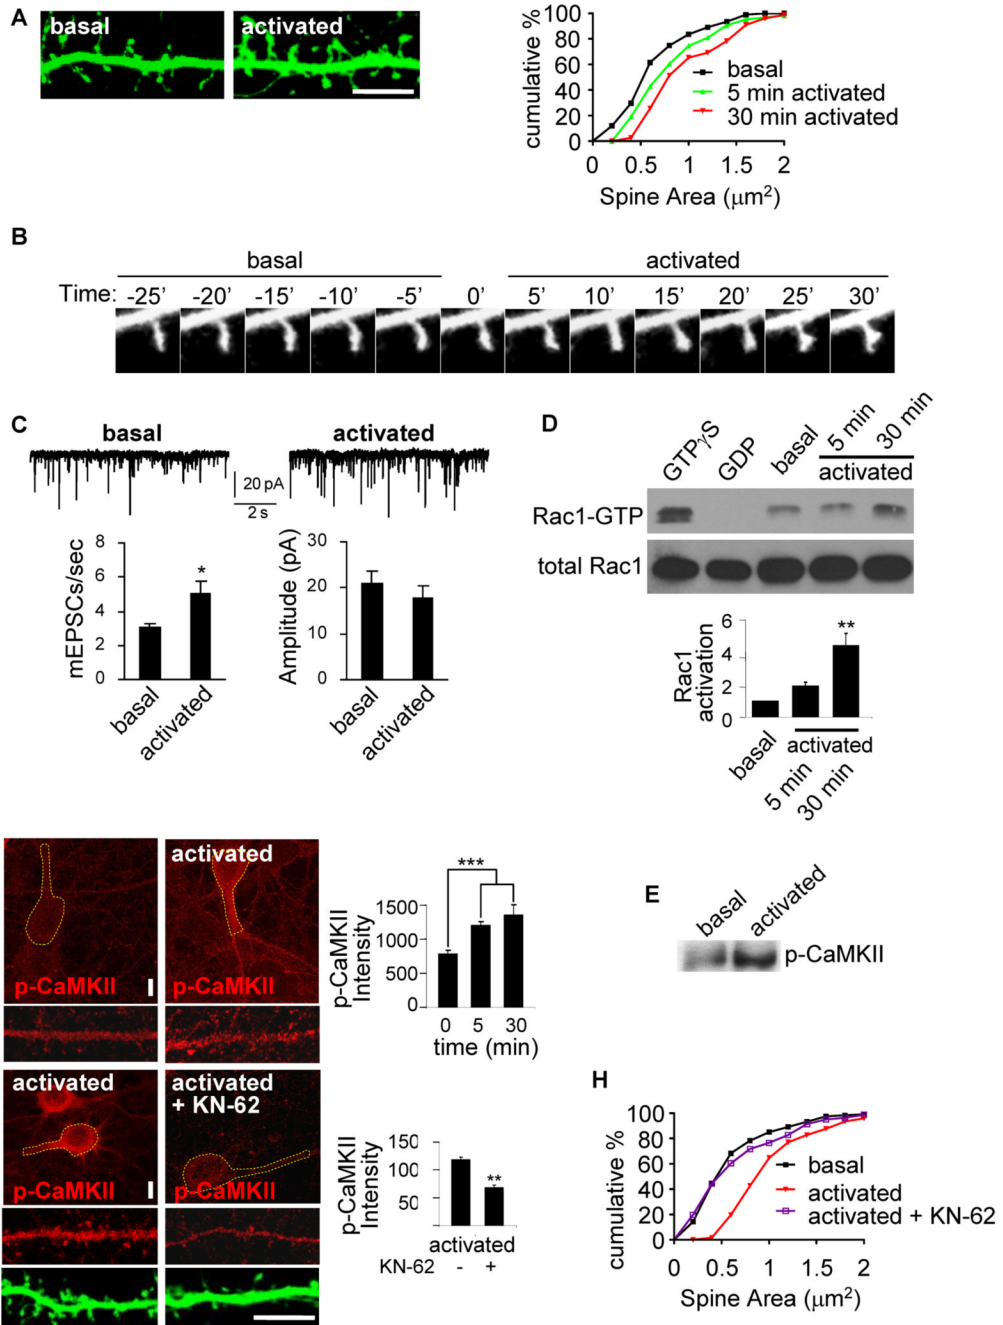 A
basal
activated
cumulative %
100
80
60
40
20
0
basal
5 min activated
30 min activated
0 0.5 1 1.5 2
Spine Area (μm²)
B
basal
activated
Time: -25’ -20’ -15’ -10’ -5’ 0’ 5’ 10’ 15’ 20’ 25’ 30’
C
basal
activated
20 pA
2 s
mEPSCs/sec
8
6
4
2
0
*
basal
activated
Amplitude (pA)
30
20
10
0
basal
activated
D
GTPγS
GDP
basal
5 min
30 min
activated
Rac1-GTP
total Rac1
Rac1
activation
6
4
2
0
**
basal
activated
5 min
30 min
activated
p-CaMKII
p-CaMKII
p-CaMKII
Intensity
1500
1000
500
0
***
0 5 30
time (min)
E
basal
activated
p-CaMKII
activated
activated
+ KN-62
p-CaMKII
p-CaMKII
p-CaMKII
Intensity
150
100
50
**
activated
KN-62 - +
H
cumulative %
100
80
60
40
20
0
basal
activated
activated + KN-62
0 0.5 1 1.5 2
Spine Area (μm²)